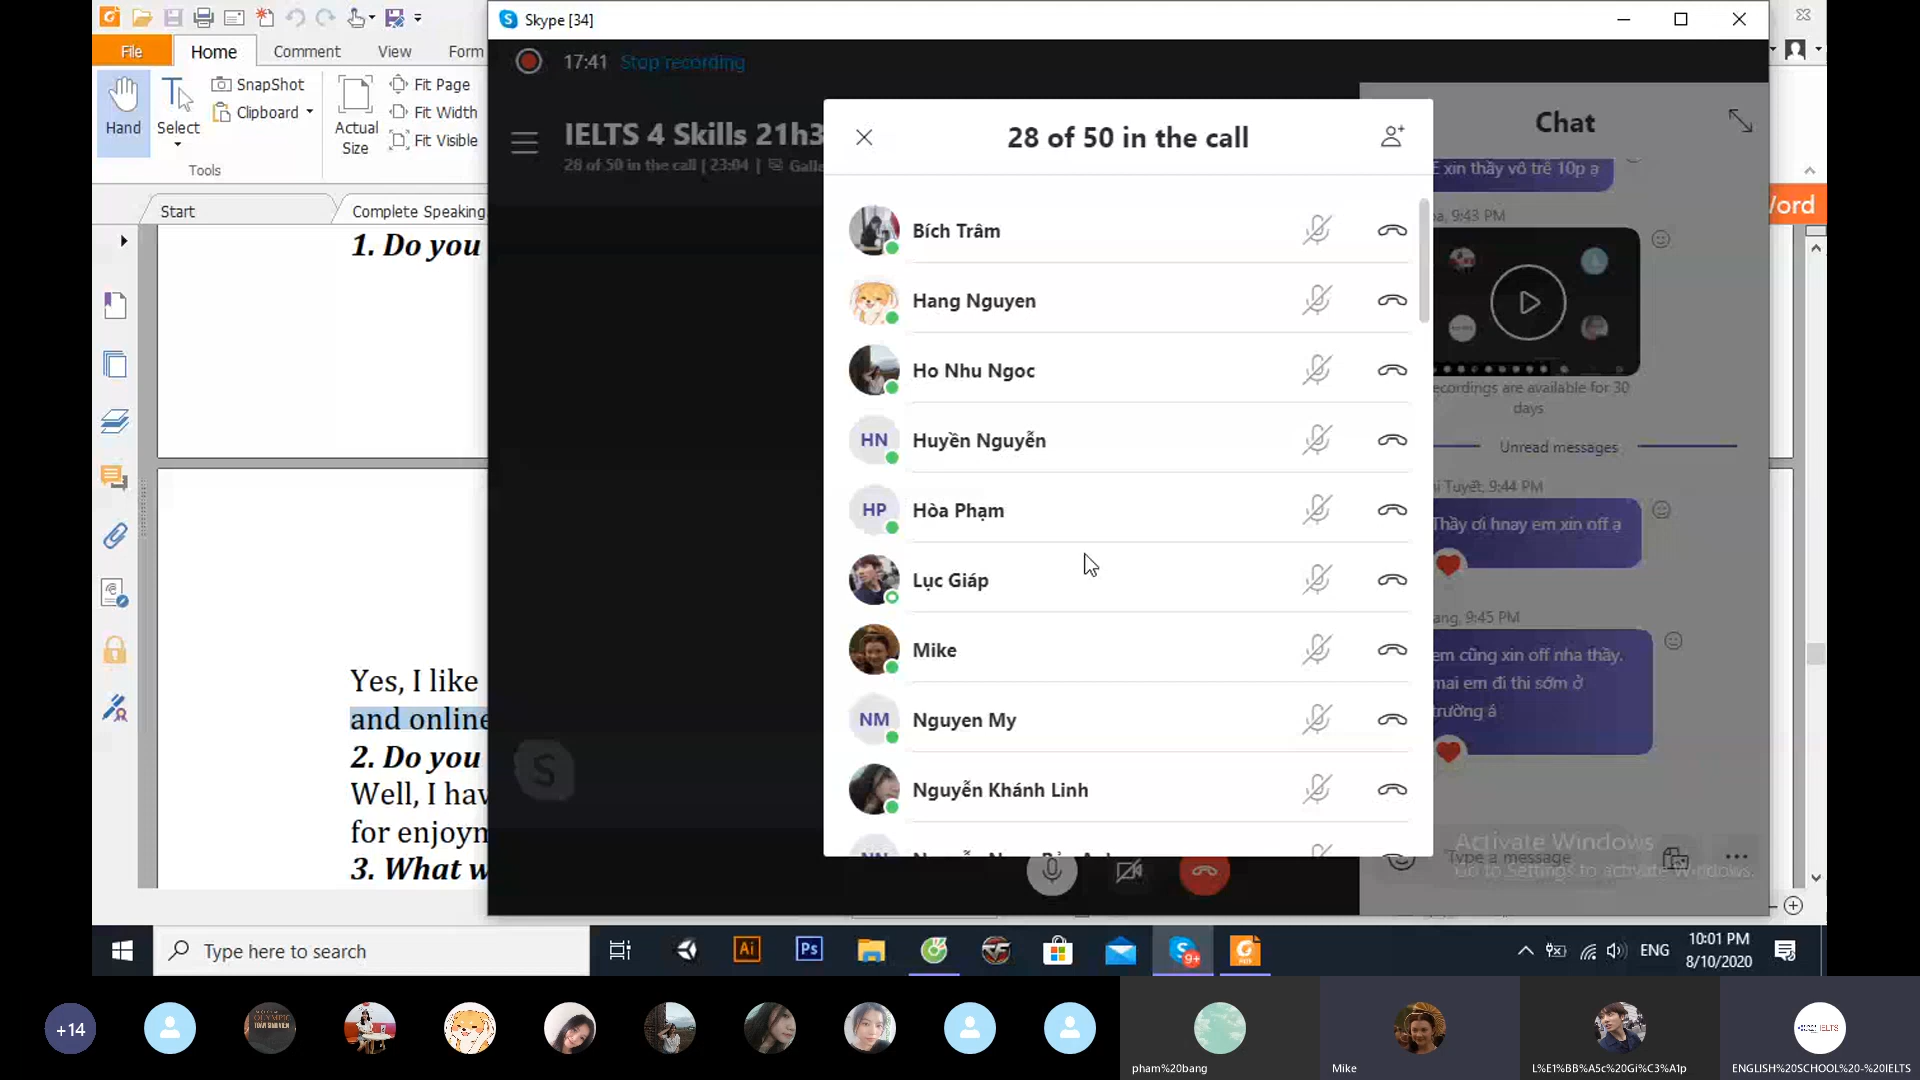 Skype [34]
17:41 Stop recording
File Home Comment View Form
SnapShot
Clipboard
Hand Select
Actual Size
Fit Page
Fit Width
Fit Visible
Tools
Start
Complete Speaking
Word
IELTS 4 Skills 21h3
28 of 50 in the call | 23:04 |
28 of 50 in the call
Bích Trâm
Hang Nguyen
Ho Nhu Ngoc
HN
Huyền Nguyễn
HP
Hòa Phạm
Lục Giáp
Mike
NM
Nguyen My
Nguyễn Khánh Linh
Chat
E xin thầy vô trễ 10p ạ
9:43 PM
recordings are available for 30
days
Unread messages
Tuyết, 9:44 PM
Thầy ơi hnay em xin off ạ
9:45 PM
em cũng xin off nha thầy.
mai em đi thi sớm ở
trường á
Type a message
Activate Windows
Go to Settings to activate Windows.
1. Do you
Yes, I like
and online
2. Do you
Well, I hav
for enjoym
3. What w
Type here to search
Ai
Ps
9+
ENG
10:01 PM
8/10/2020
+14
pham%20bang
Mike
L%E1%BB%A5c%20Gi%C3%A1p
ENGLISH%20SCHOOL%20-%20IELTS